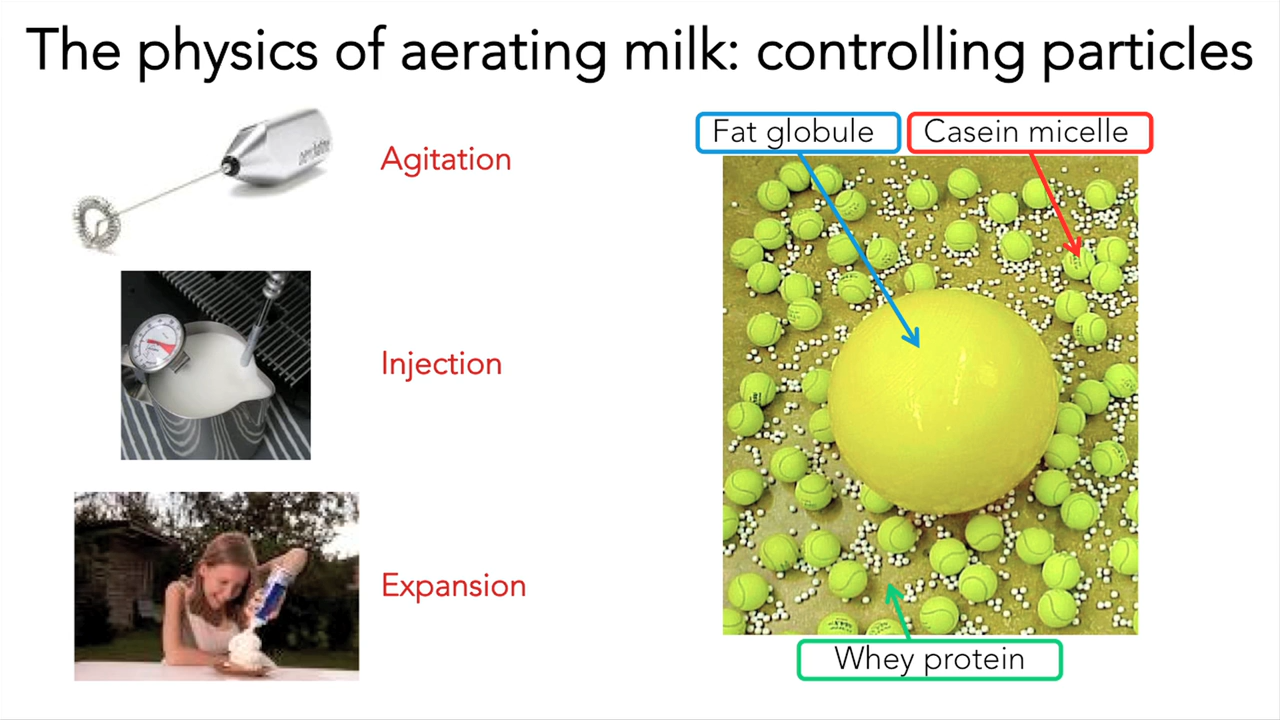 The physics of aerating milk: controlling particles
Agitation
Injection
Expansion
Fat globule
Casein micelle
Whey protein